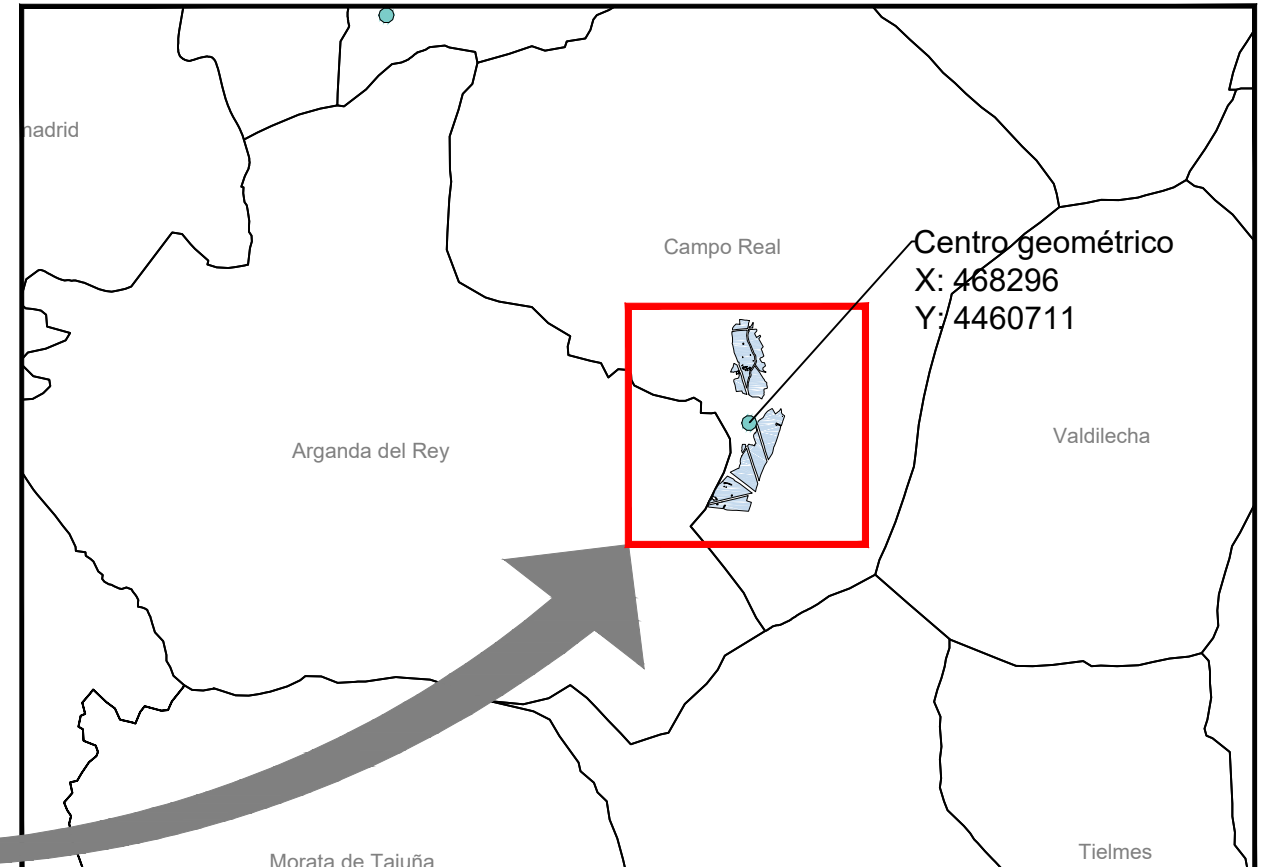 nadrid
Campo Real
Centro geométrico
X: 468296
Y: 4460711
Arganda del Rey
Valdilecha
Morata de Tajuña
Tielmes